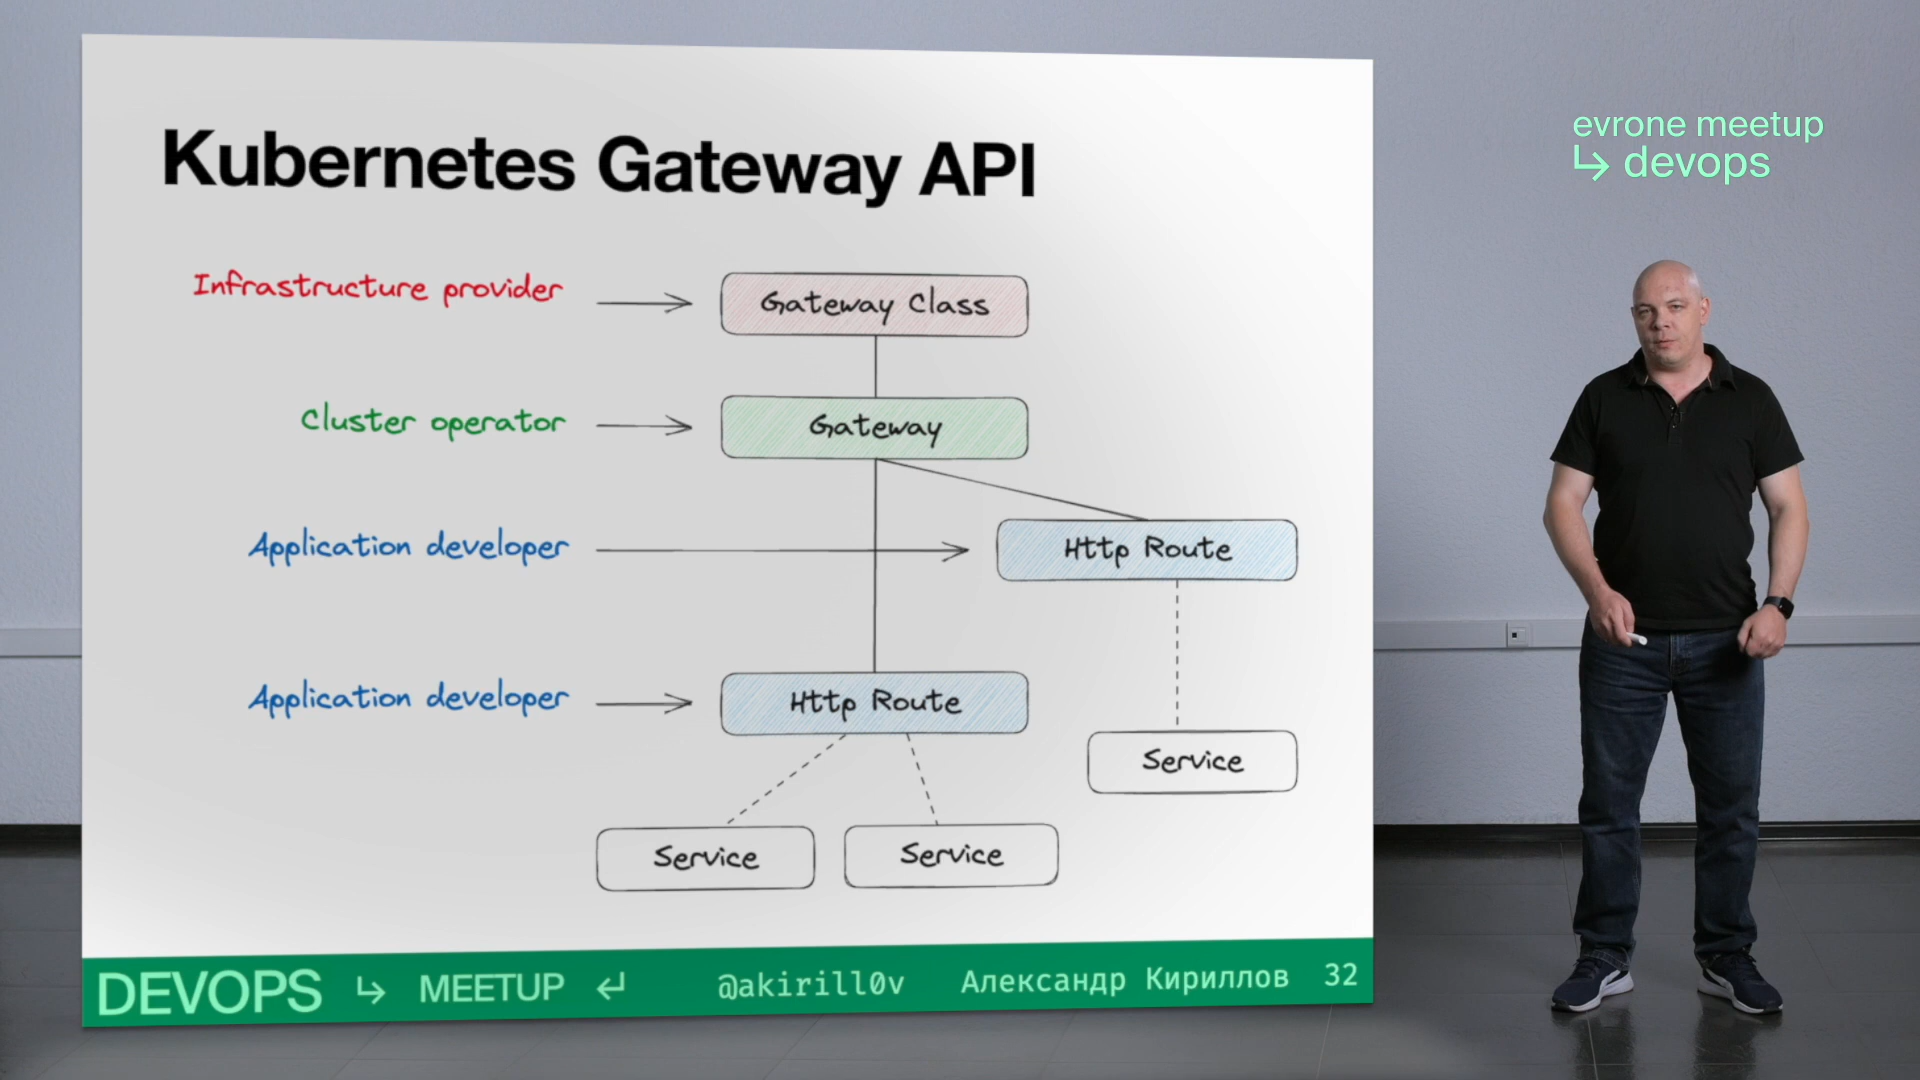 Kubernetes Gateway API
Infrastructure provider
Gateway Class
Cluster operator
Gateway
Application developer
Http Route
Application developer
Http Route
Service
Service
Service
DEVOPS ↳ MEETUP ↲ @akirill0v Александр Кириллов 32
evrone meetup
↳ devops